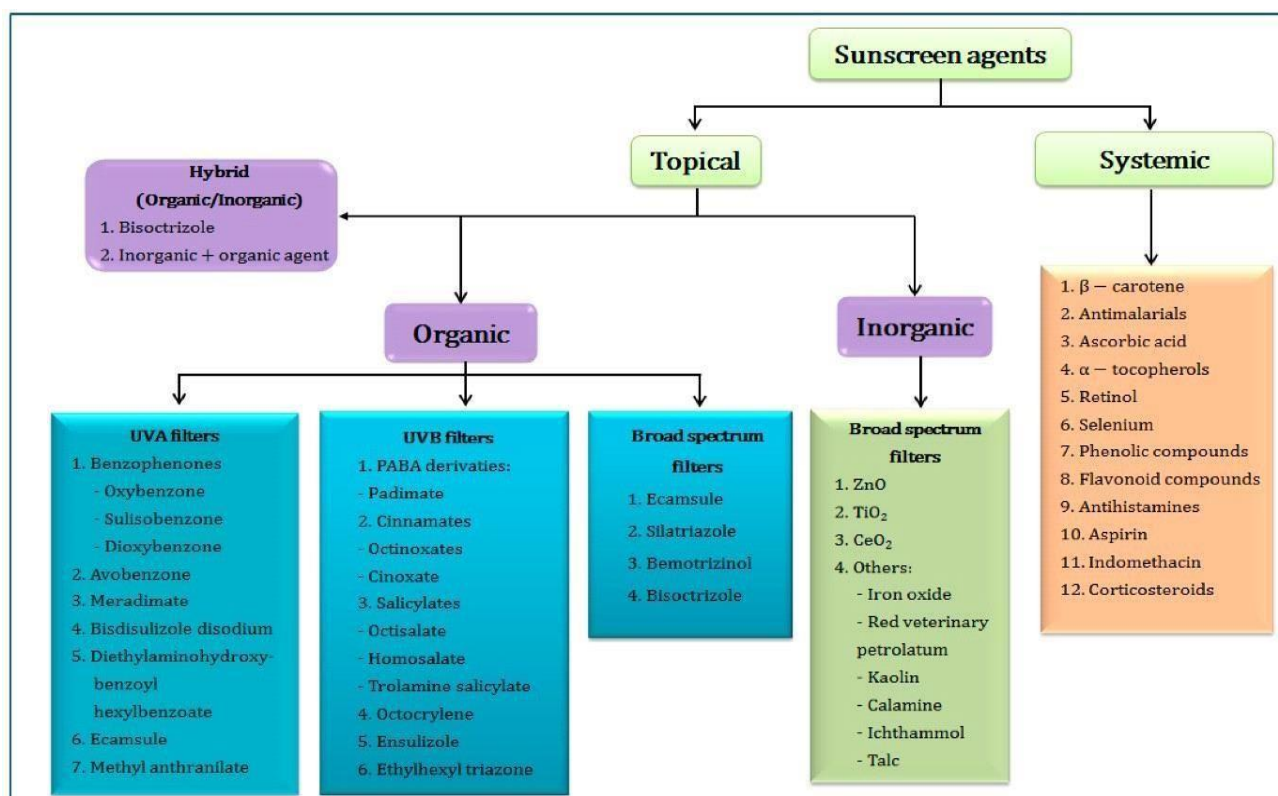 Sunscreen agents
Topical
Systemic
Hybrid
(Organic/Inorganic)
1. Bisoctrizole
2. Inorganic + organic agent
Organic
Inorganic
UVA filters
1. Benzophenones
- Oxybenzone
- Sulisobenzone
- Dioxybenzone
2. Avobenzone
3. Meradimate
4. Bisdisulizole disodium
5. Diethylaminohydroxy-
benzoyl
hexylbenzoate
6. Ecamsule
7. Methyl anthranilate
UVB filters
1. PABA derivaties:
- Padimate
2. Cinnamates
- Octinoxates
- Cinoxate
3. Salicylates
- Octisalate
- Homosalate
- Trolamine salicylate
4. Octocrylene
5. Ensulizole
6. Ethylhexyl triazone
Broad spectrum
filters
1. Ecamsule
2. Silatriazole
3. Bemotrizinol
4. Bisoctrizole
Broad spectrum
filters
1. ZnO
2. TiO₂
3. CeO₂
4. Others:
- Iron oxide
- Red veterinary
petrolatum
- Kaolin
- Calamine
- Ichthammol
- Talc
1. β − carotene
2. Antimalarials
3. Ascorbic acid
4. α − tocopherols
5. Retinol
6. Selenium
7. Phenolic compounds
8. Flavonoid compounds
9. Antihistamines
10. Aspirin
11. Indomethacin
12. Corticosteroids